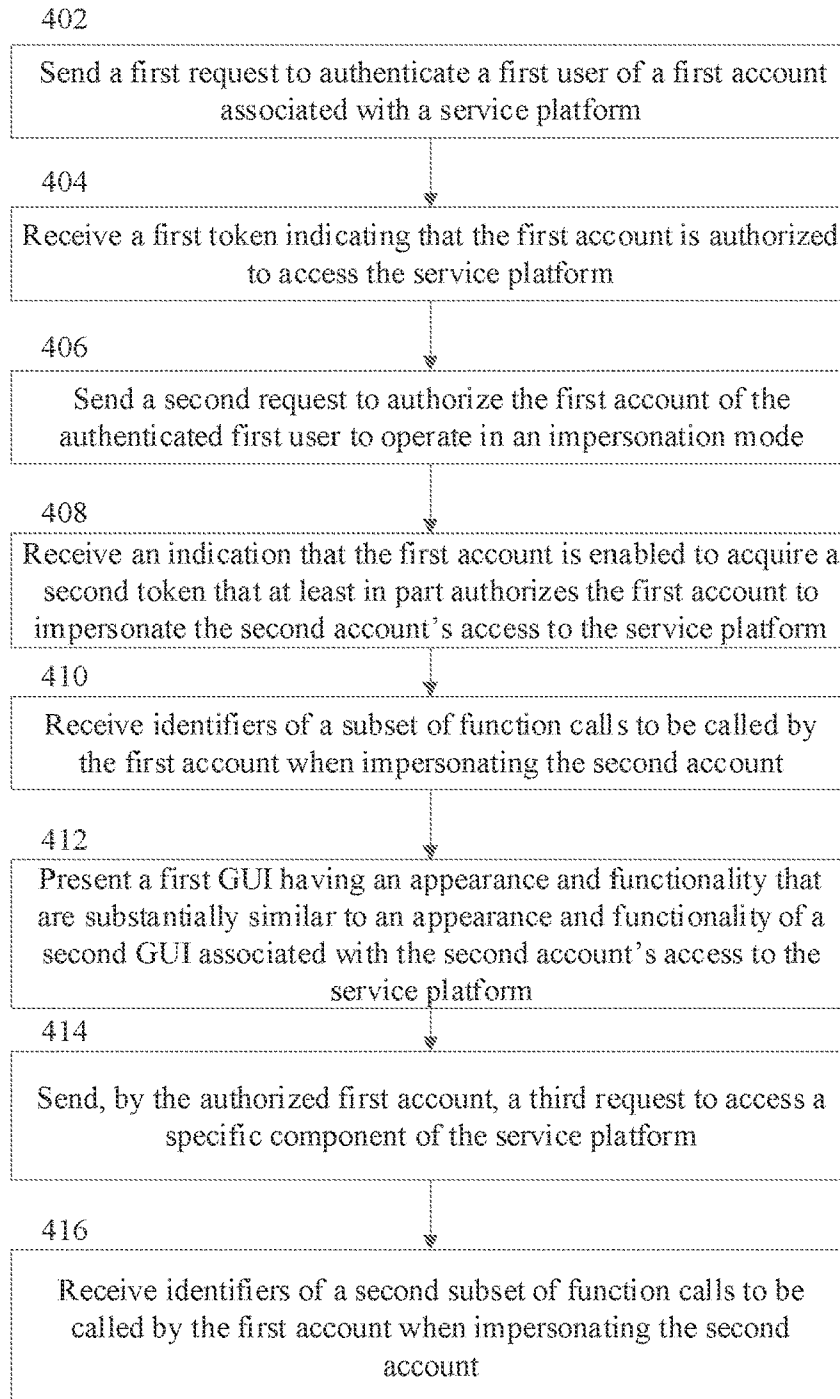 402
Send a first request to authenticate a first user of a first account
associated with a service platform
404
Receive a first token indicating that the first account is authorized
to access the service platform
406
Send a second request to authorize the first account of the
authenticated first user to operate in an impersonation mode
408
Receive an indication that the first account is enabled to acquire a
second token that at least in part authorizes the first account to
impersonate the second account's access to the service platform
410
Receive identifiers of a subset of function calls to be called by
the first account when impersonating the second account
412
Present a first GUI having an appearance and functionality that
are substantially similar to an appearance and functionality of a
second GUI associated with the second account's access to the
service platform
414
Send, by the authorized first account, a third request to access a
specific component of the service platform
416
Receive identifiers of a second subset of function calls to be
called by the first account when impersonating the second
account